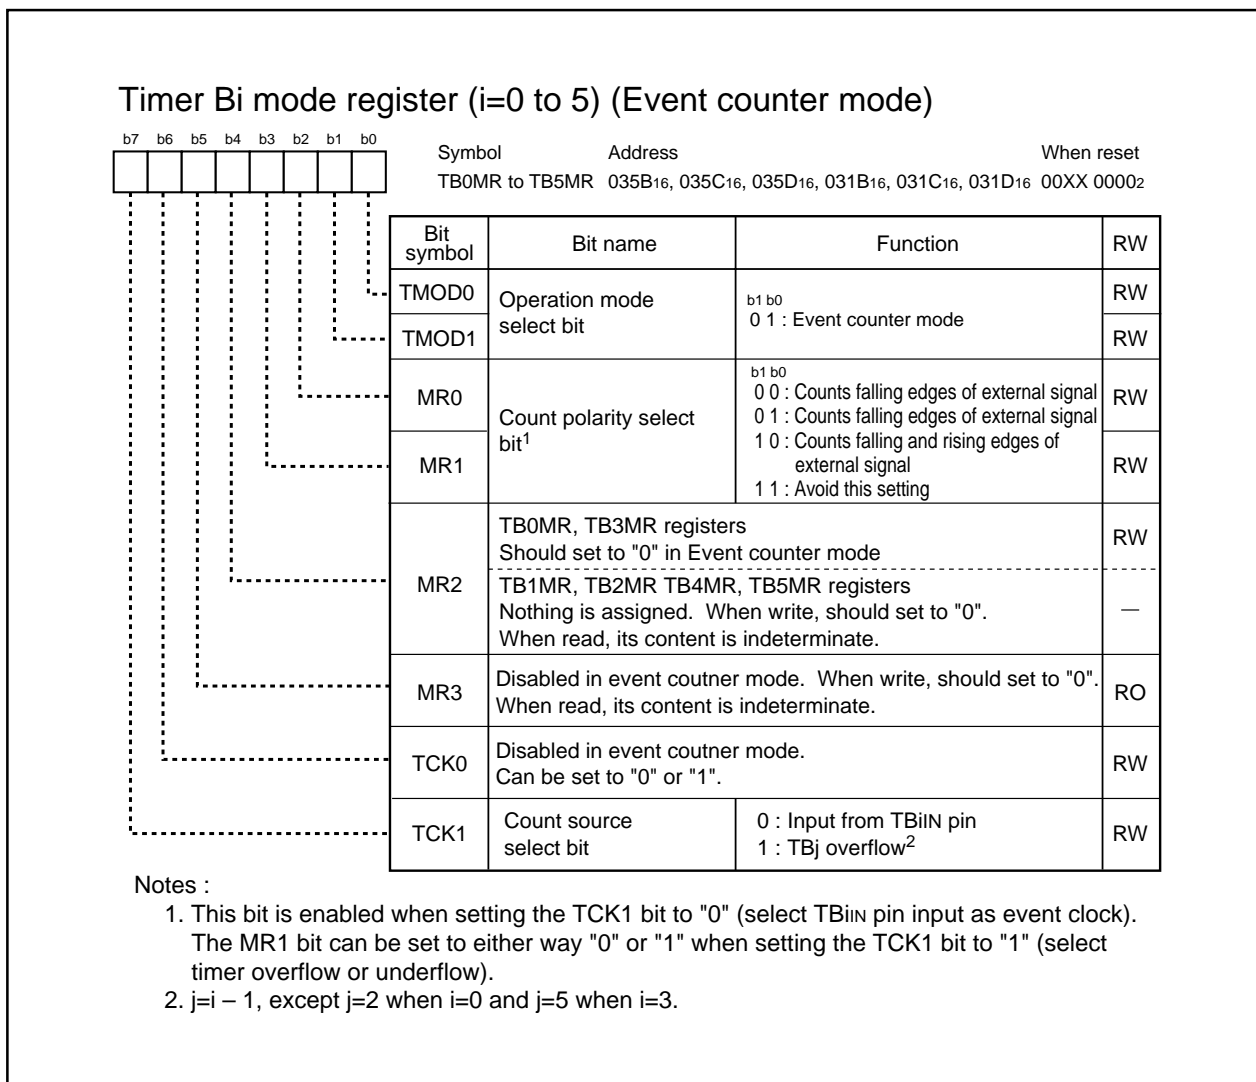 Timer Bi mode register (i=0 to 5) (Event counter mode)
b7 b6 b5 b4 b3 b2 b1 b0
Symbol Address When reset
TB0MR to TB5MR 035B16, 035C16, 035D16, 031B16, 031C16, 031D16 00XX 00002
Bit symbol Bit name Function RW
TMOD0 Operation mode select bit b1 b0 RW
0 1 : Event counter mode
TMOD1 RW
MR0 Count polarity select bit1 b1 b0 RW
0 0 : Counts falling edges of external signal
0 1 : Counts falling edges of external signal
MR1 1 0 : Counts falling and rising edges of RW
external signal
1 1 : Avoid this setting
MR2 TB0MR, TB3MR registers RW
Should set to "0" in Event counter mode
TB1MR, TB2MR TB4MR, TB5MR registers
Nothing is assigned. When write, should set to "0". —
When read, its content is indeterminate.
MR3 Disabled in event coutner mode. When write, should set to "0". RO
When read, its content is indeterminate.
TCK0 Disabled in event coutner mode. RW
Can be set to "0" or "1".
TCK1 Count source select bit 0 : Input from TBiIN pin RW
1 : TBj overflow2
Notes :
1. This bit is enabled when setting the TCK1 bit to "0" (select TBiIN pin input as event clock).
The MR1 bit can be set to either way "0" or "1" when setting the TCK1 bit to "1" (select
timer overflow or underflow).
2. j=i – 1, except j=2 when i=0 and j=5 when i=3.